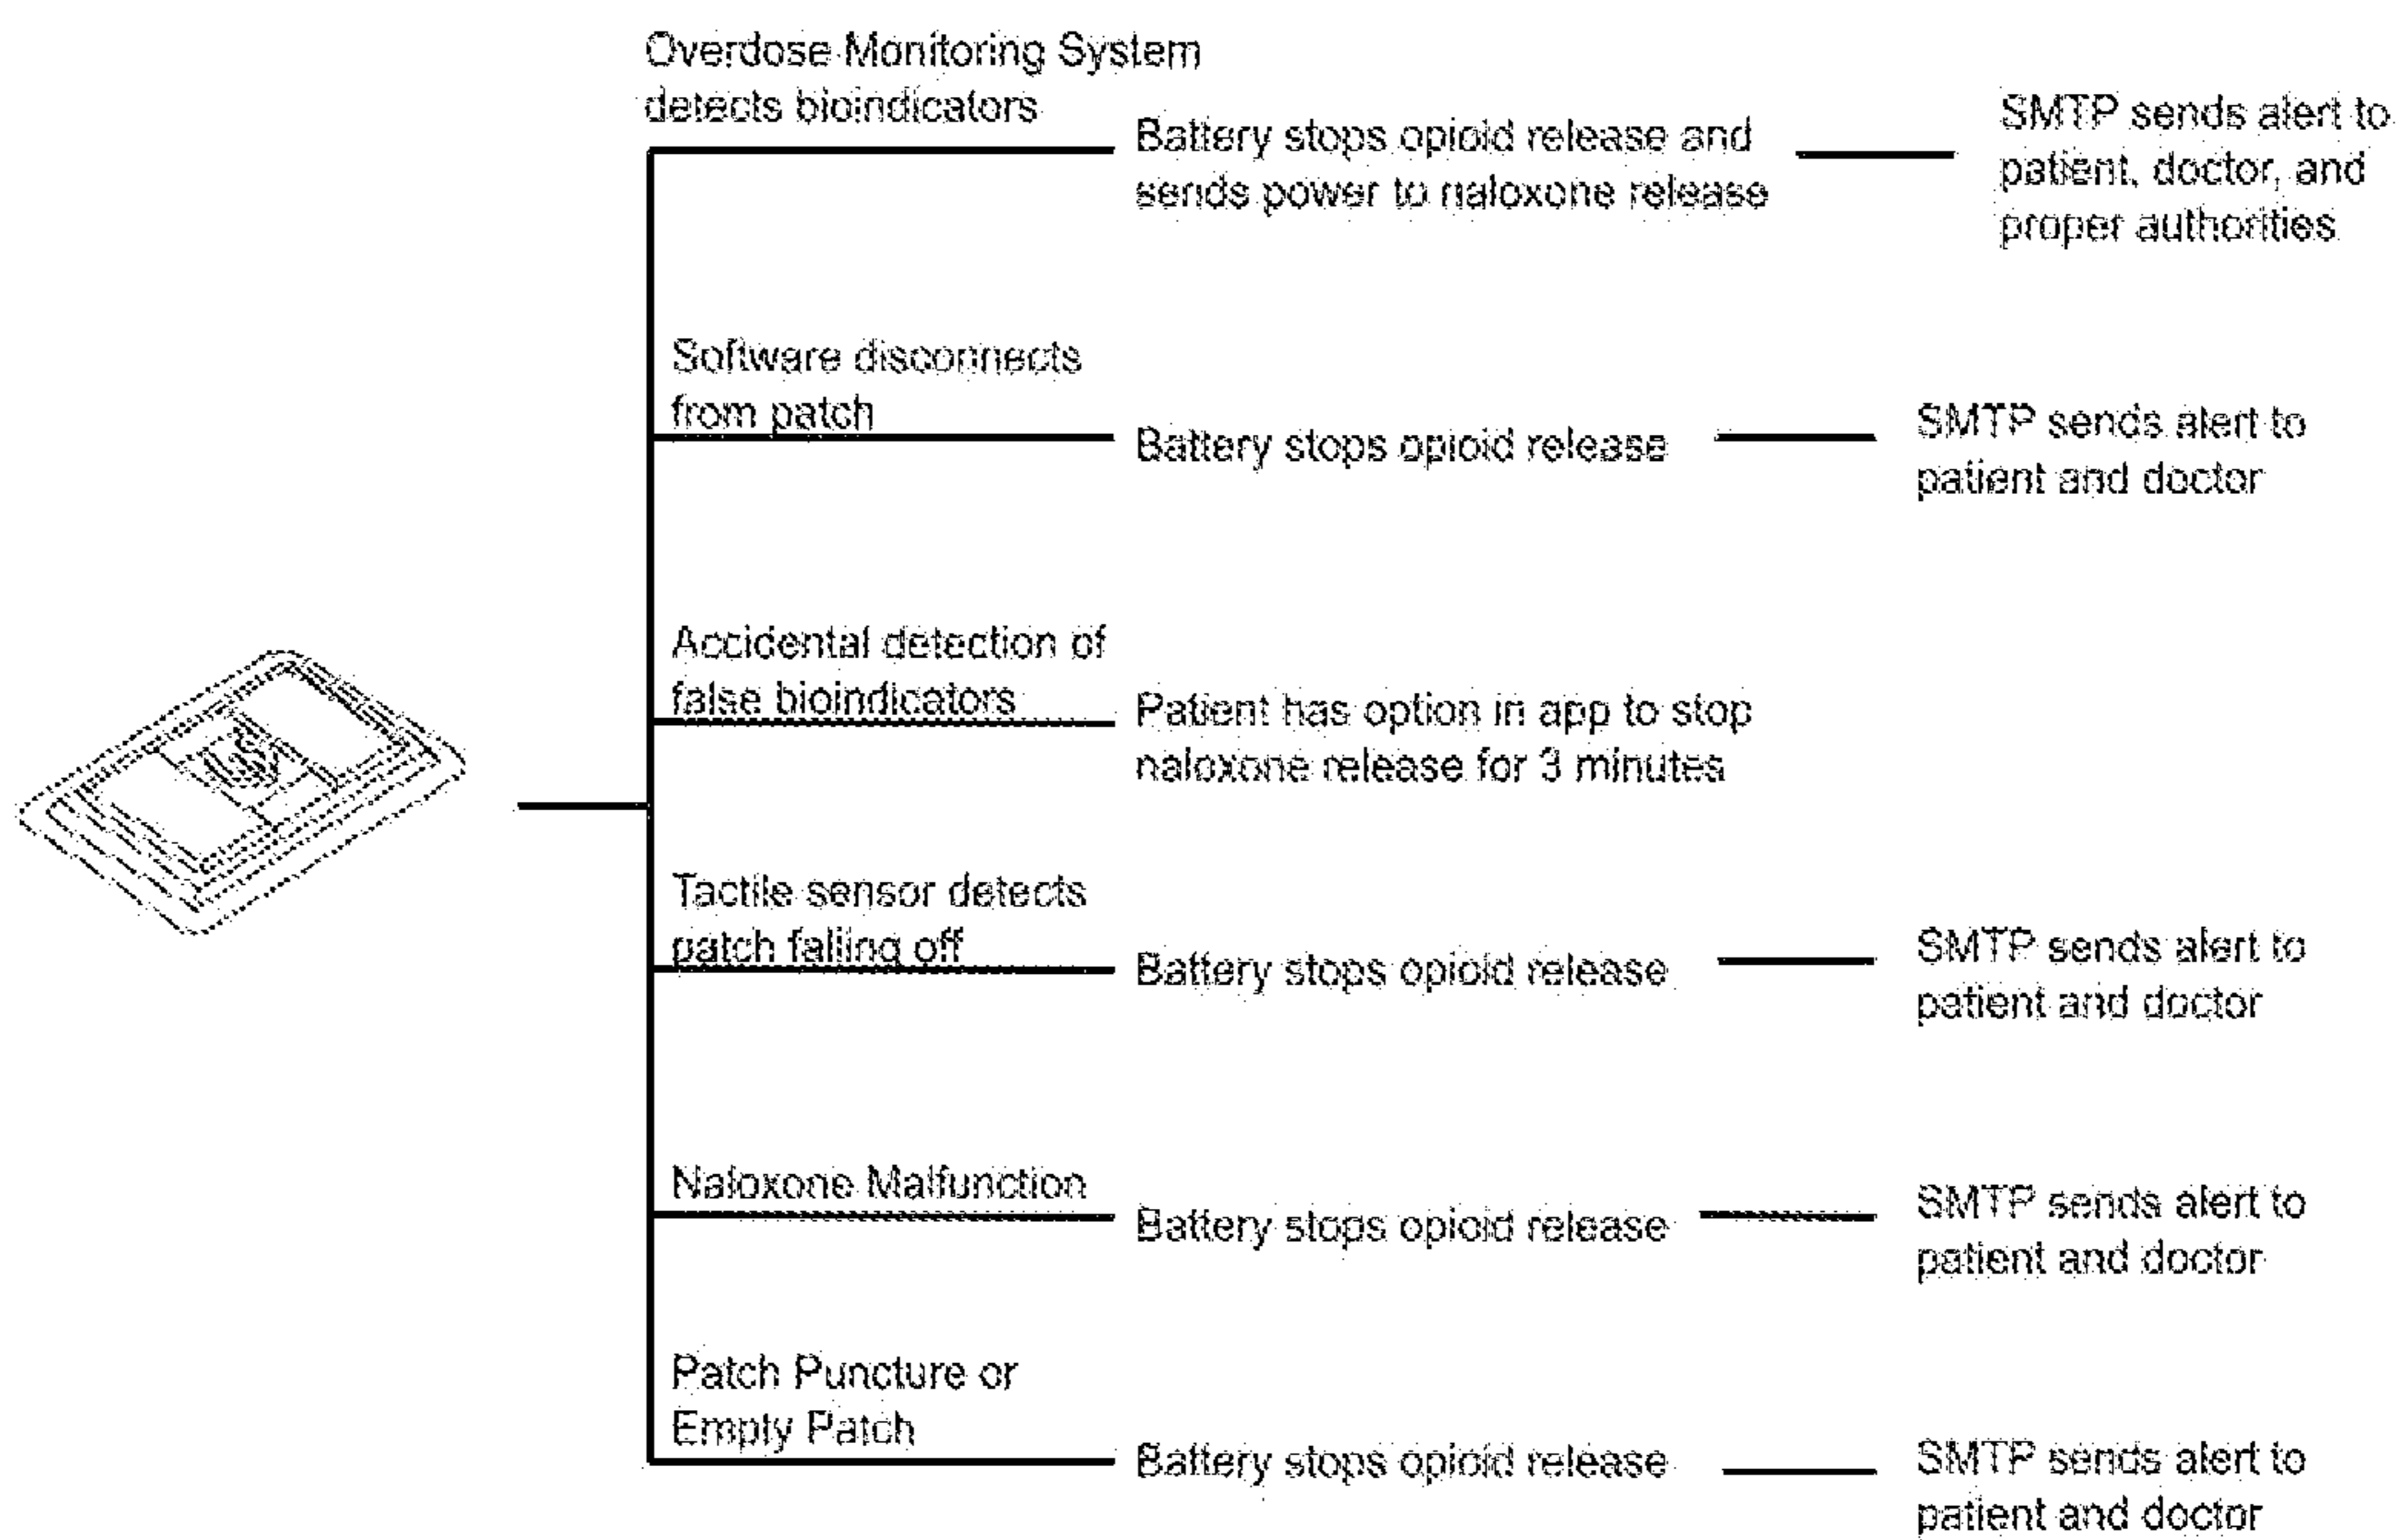 Overdose Monitoring System
detects bioindicators
Battery stops opioid release and
sends power to naloxone release
SMTP sends alert to
patient, doctor, and
proper authorities
Software disconnects
from patch
Battery stops opioid release
SMTP sends alert to
patient and doctor
Accidental detection of
false bioindicators
Patient has option in app to stop
naloxone release for 3 minutes
Tactile sensor detects
patch falling off
Battery stops opioid release
SMTP sends alert to
patient and doctor
Naloxone Malfunction
Battery stops opioid release
SMTP sends alert to
patient and doctor
Patch Puncture or
Empty Patch
Battery stops opioid release
SMTP sends alert to
patient and doctor